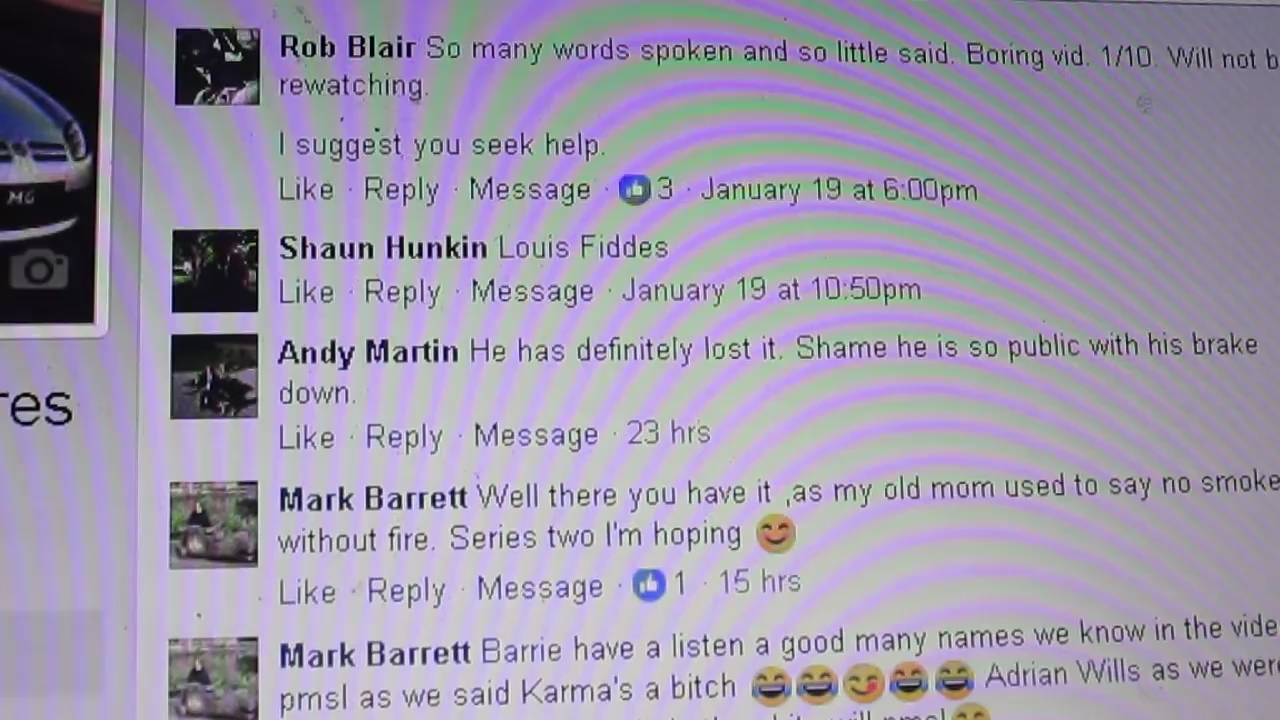 Rob Blair So many words spoken and so little said. Boring vid. 1/10. Will not b
rewatching.
I suggest you seek help.
Like · Reply · Message · 3 · January 19 at 6:00pm
MG
Shaun Hunkin Louis Fiddes
Like · Reply · Message · January 19 at 10:50pm
Andy Martin He has definitely lost it. Shame he is so public with his brake
down.
Like · Reply · Message · 23 hrs
res
Mark Barrett Well there you have it ,as my old mom used to say no smoke
without fire. Series two I'm hoping 😊
Like · Reply · Message · 1 · 15 hrs
Mark Barrett Barrie have a listen a good many names we know in the vide
pmsl as we said Karma's a bitch 😂😂😋😂😂 Adrian Wills as we were
will pmsl